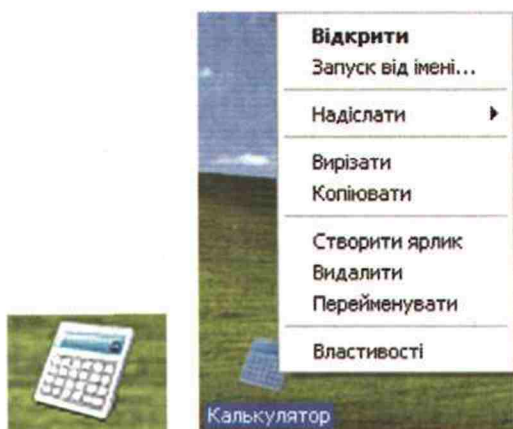 Відкрити
Запуск від імені...
Надіслати
Вирізати
Копіювати
Створити ярлик
Видалити
Перейменувати
Властивості
Калькулятор